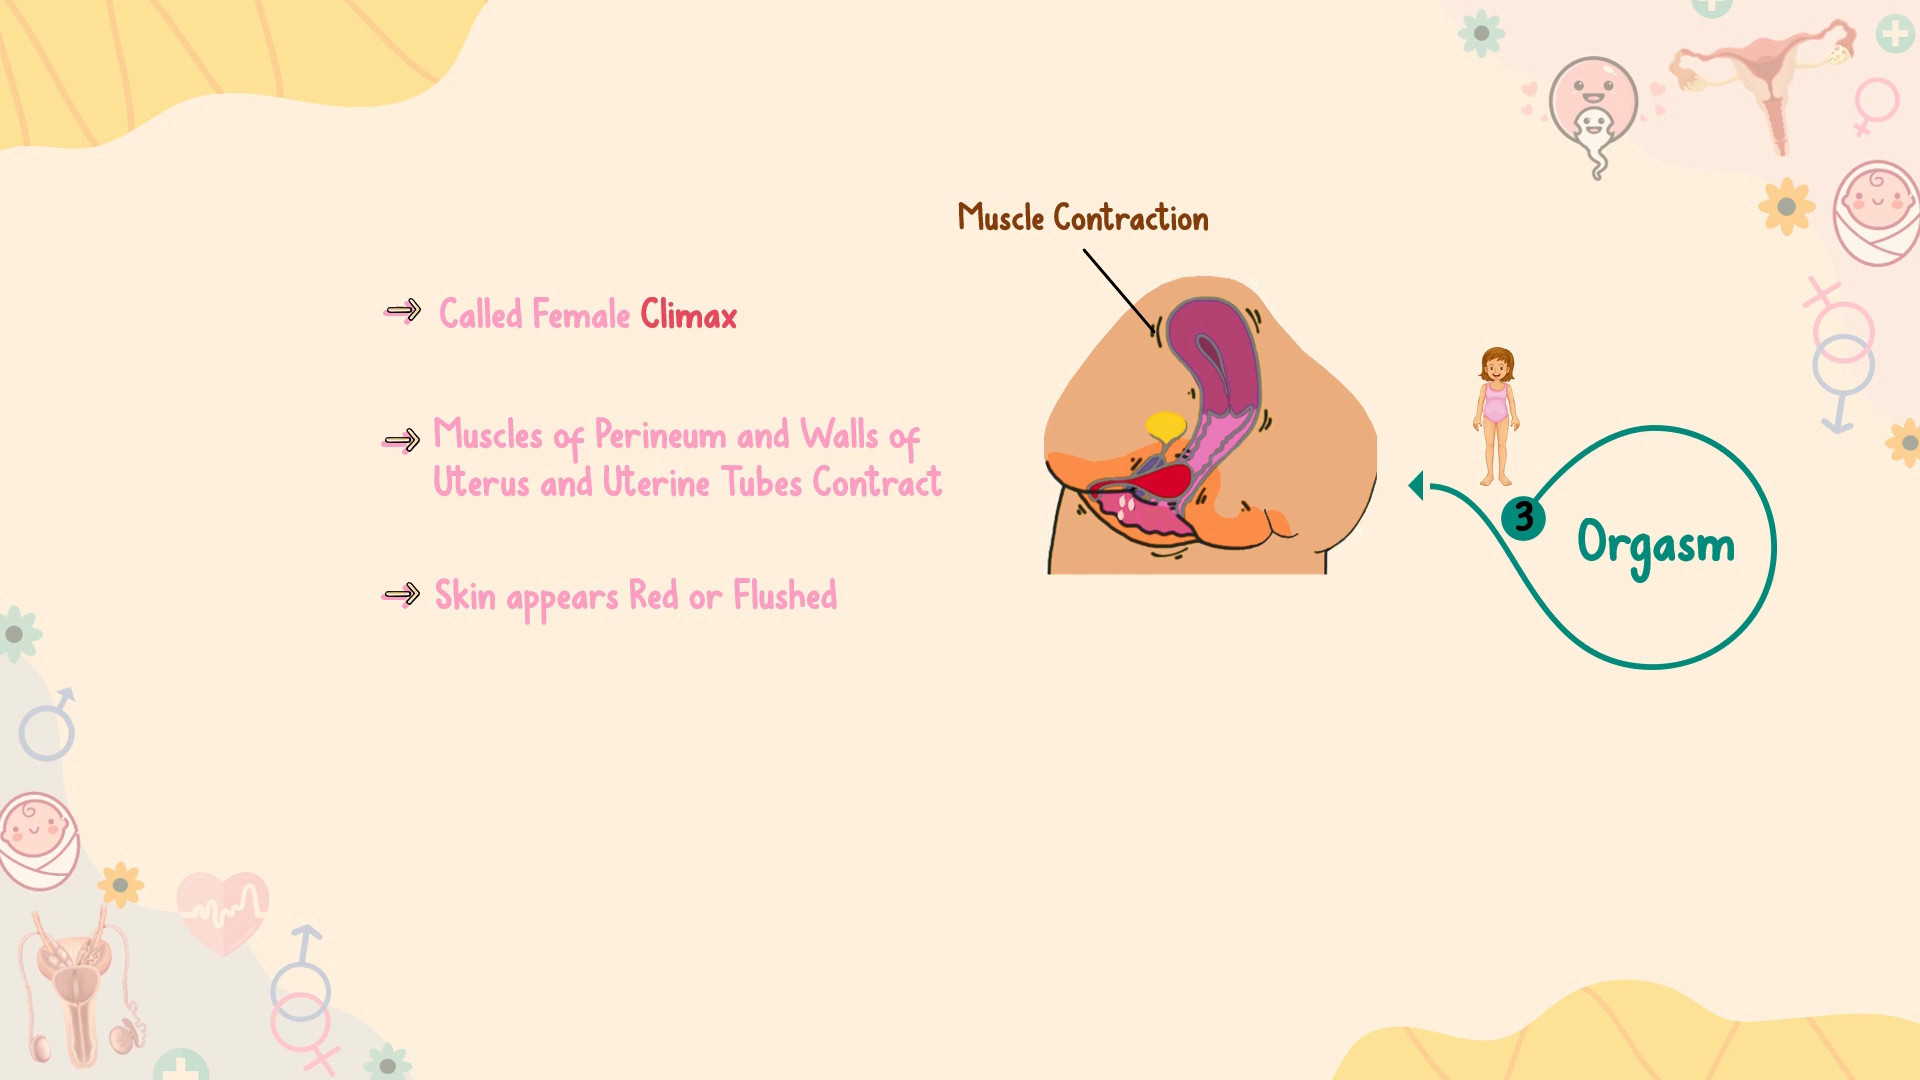 Muscle Contraction
Called Female Climax
Muscles of Perineum and Walls of
Uterus and Uterine Tubes Contract
Skin appears Red or Flushed
3
Orgasm